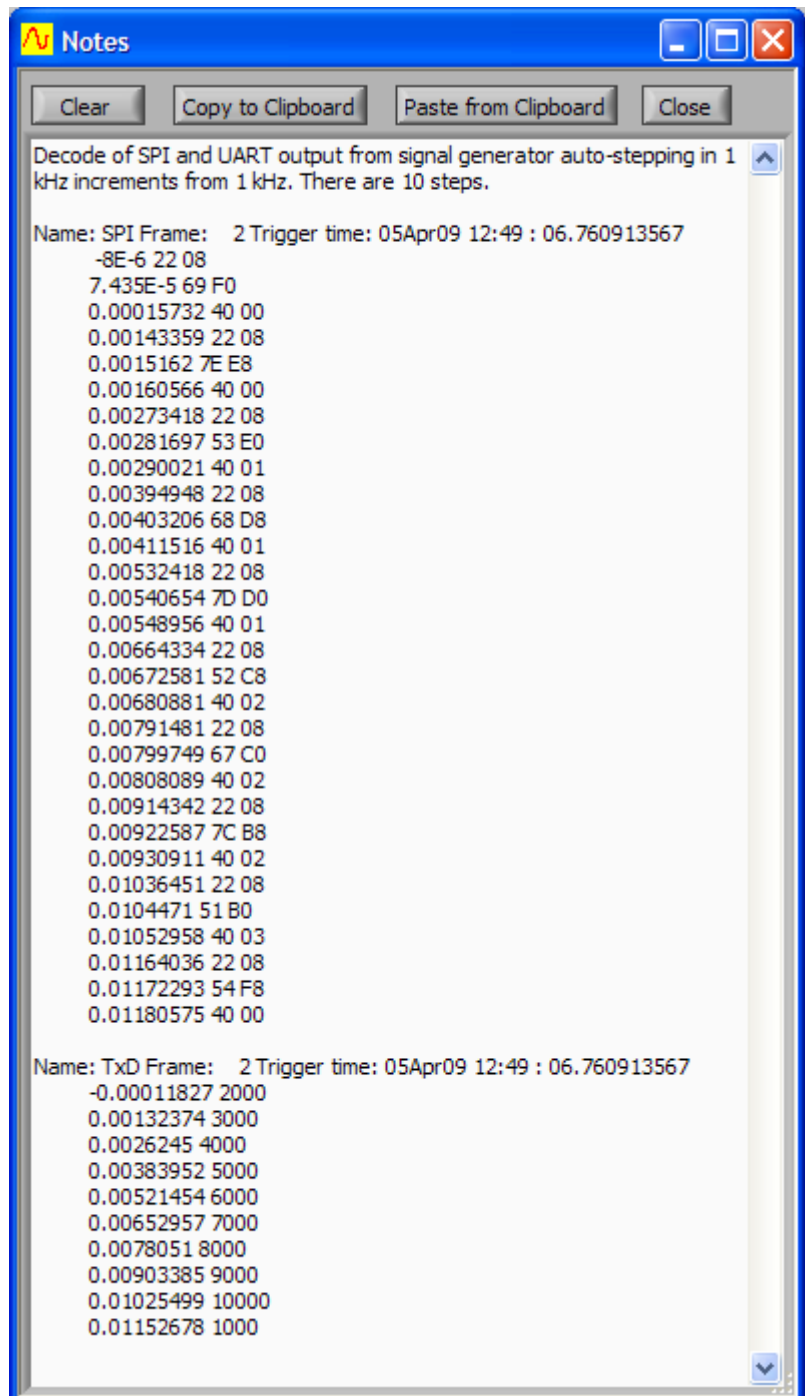 Notes
Clear Copy to Clipboard Paste from Clipboard Close
Decode of SPI and UART output from signal generator auto-stepping in 1
kHz increments from 1 kHz. There are 10 steps.
Name: SPI Frame: 2 Trigger time: 05Apr09 12:49 : 06.760913567
-8E-6 22 08
7.435E-5 69 F0
0.00015732 40 00
0.00143359 22 08
0.0015162 7E E8
0.00160566 40 00
0.00273418 22 08
0.00281697 53 E0
0.00290021 40 01
0.00394948 22 08
0.00403206 68 D8
0.00411516 40 01
0.00532418 22 08
0.00540654 7D D0
0.00548956 40 01
0.00664334 22 08
0.00672581 52 C8
0.00680881 40 02
0.00791481 22 08
0.00799749 67 C0
0.00808089 40 02
0.00914342 22 08
0.00922587 7C B8
0.00930911 40 02
0.01036451 22 08
0.0104471 51 B0
0.01052958 40 03
0.01164036 22 08
0.01172293 54 F8
0.01180575 40 00
Name: TxD Frame: 2 Trigger time: 05Apr09 12:49 : 06.760913567
-0.00011827 2000
0.00132374 3000
0.0026245 4000
0.00383952 5000
0.00521454 6000
0.00652957 7000
0.0078051 8000
0.00903385 9000
0.01025499 10000
0.01152678 1000